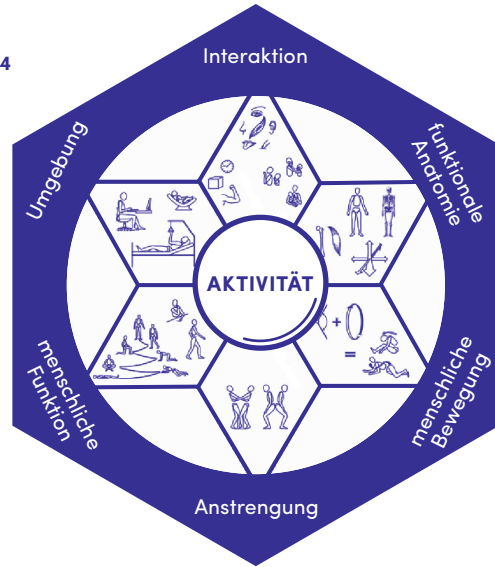 4
Interaktion
Umgebung
funktionale
Anatomie
AKTIVITÄT
+
=
menschliche
Funktion
menschliche
Bewegung
Anstrengung